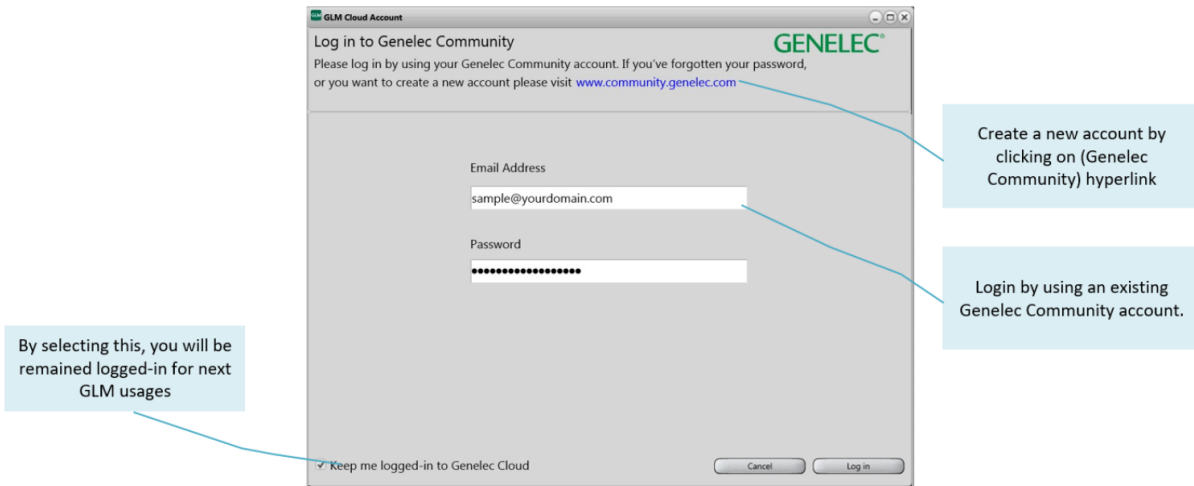 GLM GLM Cloud Account
Log in to Genelec Community
GENELEC®
Please log in by using your Genelec Community account. If you've forgotten your password,
or you want to create a new account please visit www.community.genelec.com
Create a new account by
clicking on (Genelec
Community) hyperlink
Email Address
sample@yourdomain.com
Password
••••••••••••••••••
Login by using an existing
Genelec Community account.
By selecting this, you will be
remained logged-in for next
GLM usages
Keep me logged-in to Genelec Cloud
Cancel
Log in